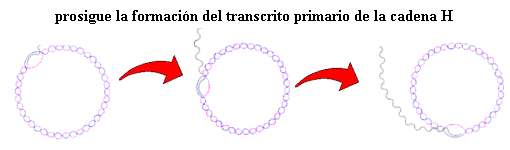 prosigue la formación del transcrito primario de la cadena H